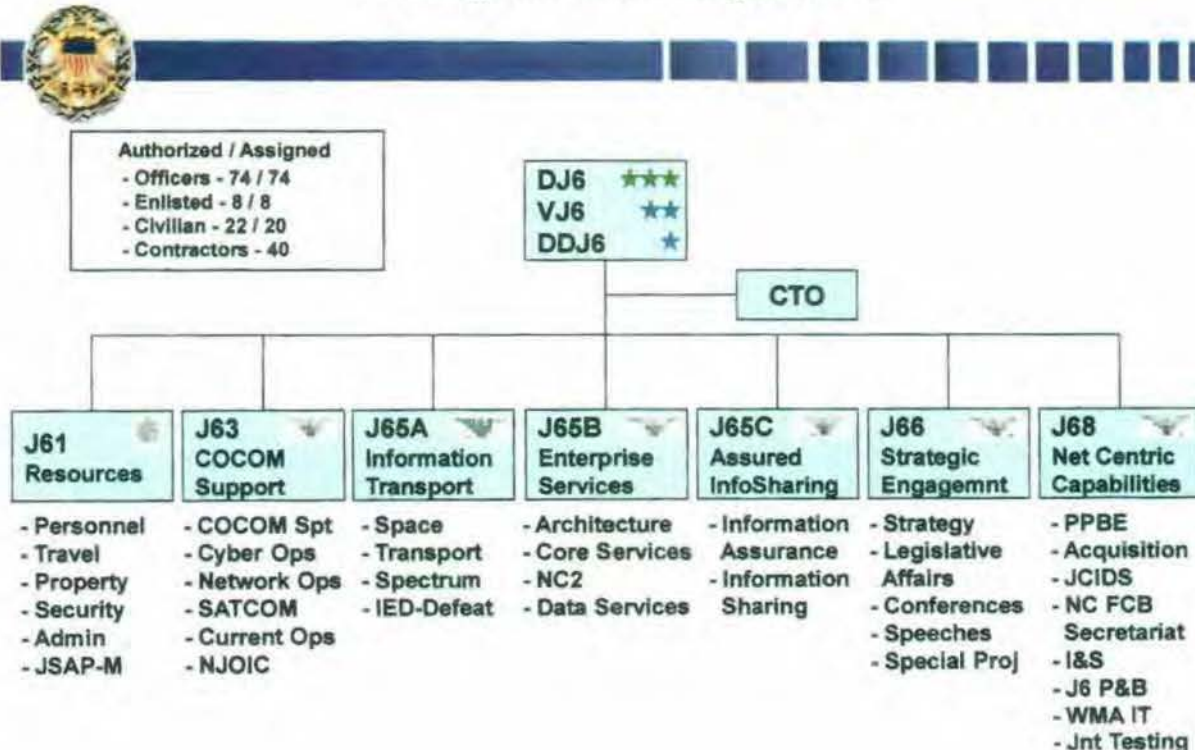 Authorized / Assigned
- Officers - 74 / 74
- Enlisted - 8 / 8
- Civilian - 22 / 20
- Contractors - 40
DJ6
VJ6
DDJ6
CTO
J61
Resources
- Personnel
- Travel
- Property
- Security
- Admin
- JSAP-M
J63
COCOM
Support
- COCOM Spt
- Cyber Ops
- Network Ops
- SATCOM
- Current Ops
- NJOIC
J65A
Information
Transport
- Space
- Transport
- Spectrum
- IED-Defeat
J65B
Enterprise
Services
- Architecture
- Core Services
- NC2
- Data Services
J65C
Assured
InfoSharing
- Information
Assurance
- Information
Sharing
J66
Strategic
Engagemnt
- Strategy
- Legislative
Affairs
- Conferences
- Speeches
- Special Proj
J68
Net Centric
Capabilities
- PPBE
- Acquisition
- JCIDS
- NC FCB
Secretariat
- I&S
- J6 P&B
- WMA IT
- Jnt Testing